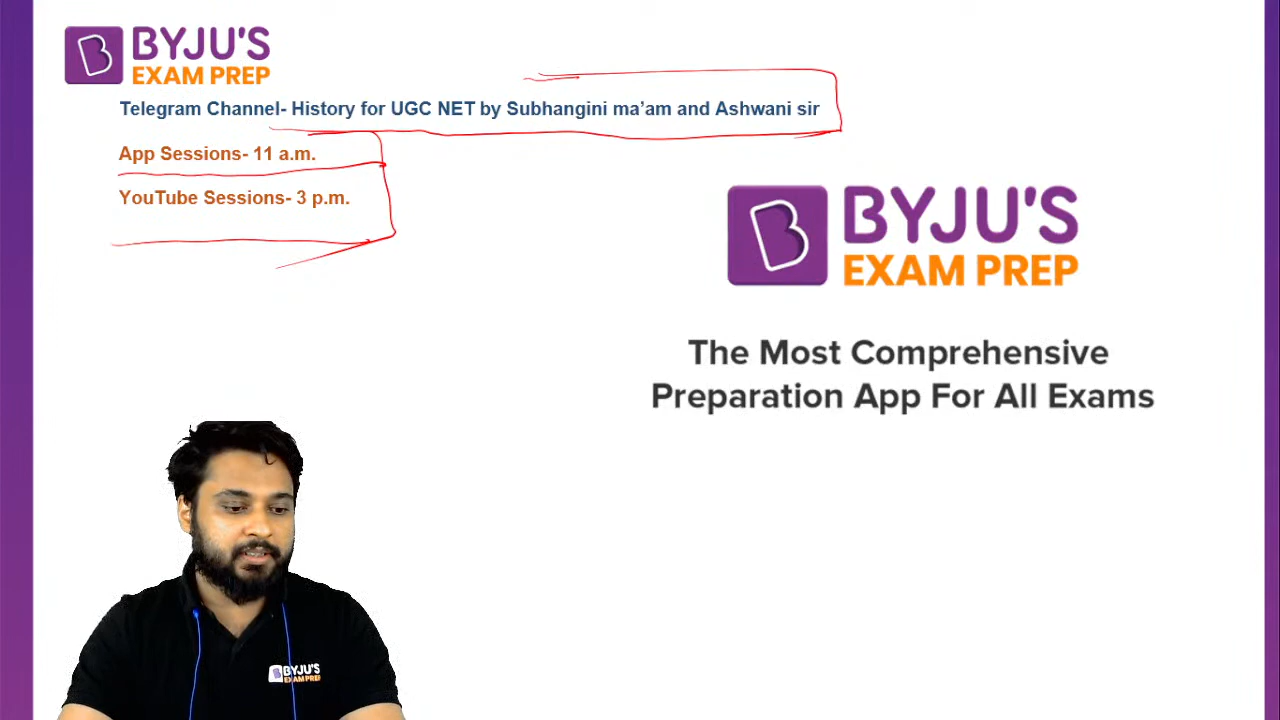 BYJU'S
EXAM PREP
Telegram Channel- History for UGC NET by Subhangini ma’am and Ashwani sir
App Sessions- 11 a.m.
YouTube Sessions- 3 p.m.
BYJU'S
EXAM PREP
The Most Comprehensive
Preparation App For All Exams
BYJU'S
EXAM PREP